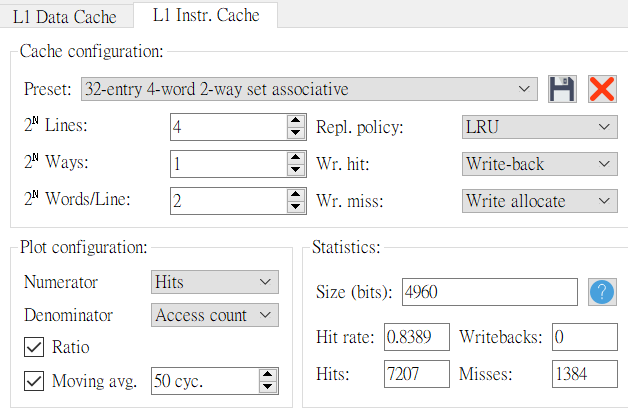 L1 Data Cache L1 Instr. Cache
Cache configuration:
Preset: 32-entry 4-word 2-way set associative
2ᴺ Lines: 4 Repl. policy: LRU
2ᴺ Ways: 1 Wr. hit: Write-back
2ᴺ Words/Line: 2 Wr. miss: Write allocate
Plot configuration:
Numerator Hits
Denominator Access count
Ratio
Moving avg. 50 cyc.
Statistics:
Size (bits): 4960 ?
Hit rate: 0.8389 Writebacks: 0
Hits: 7207 Misses: 1384